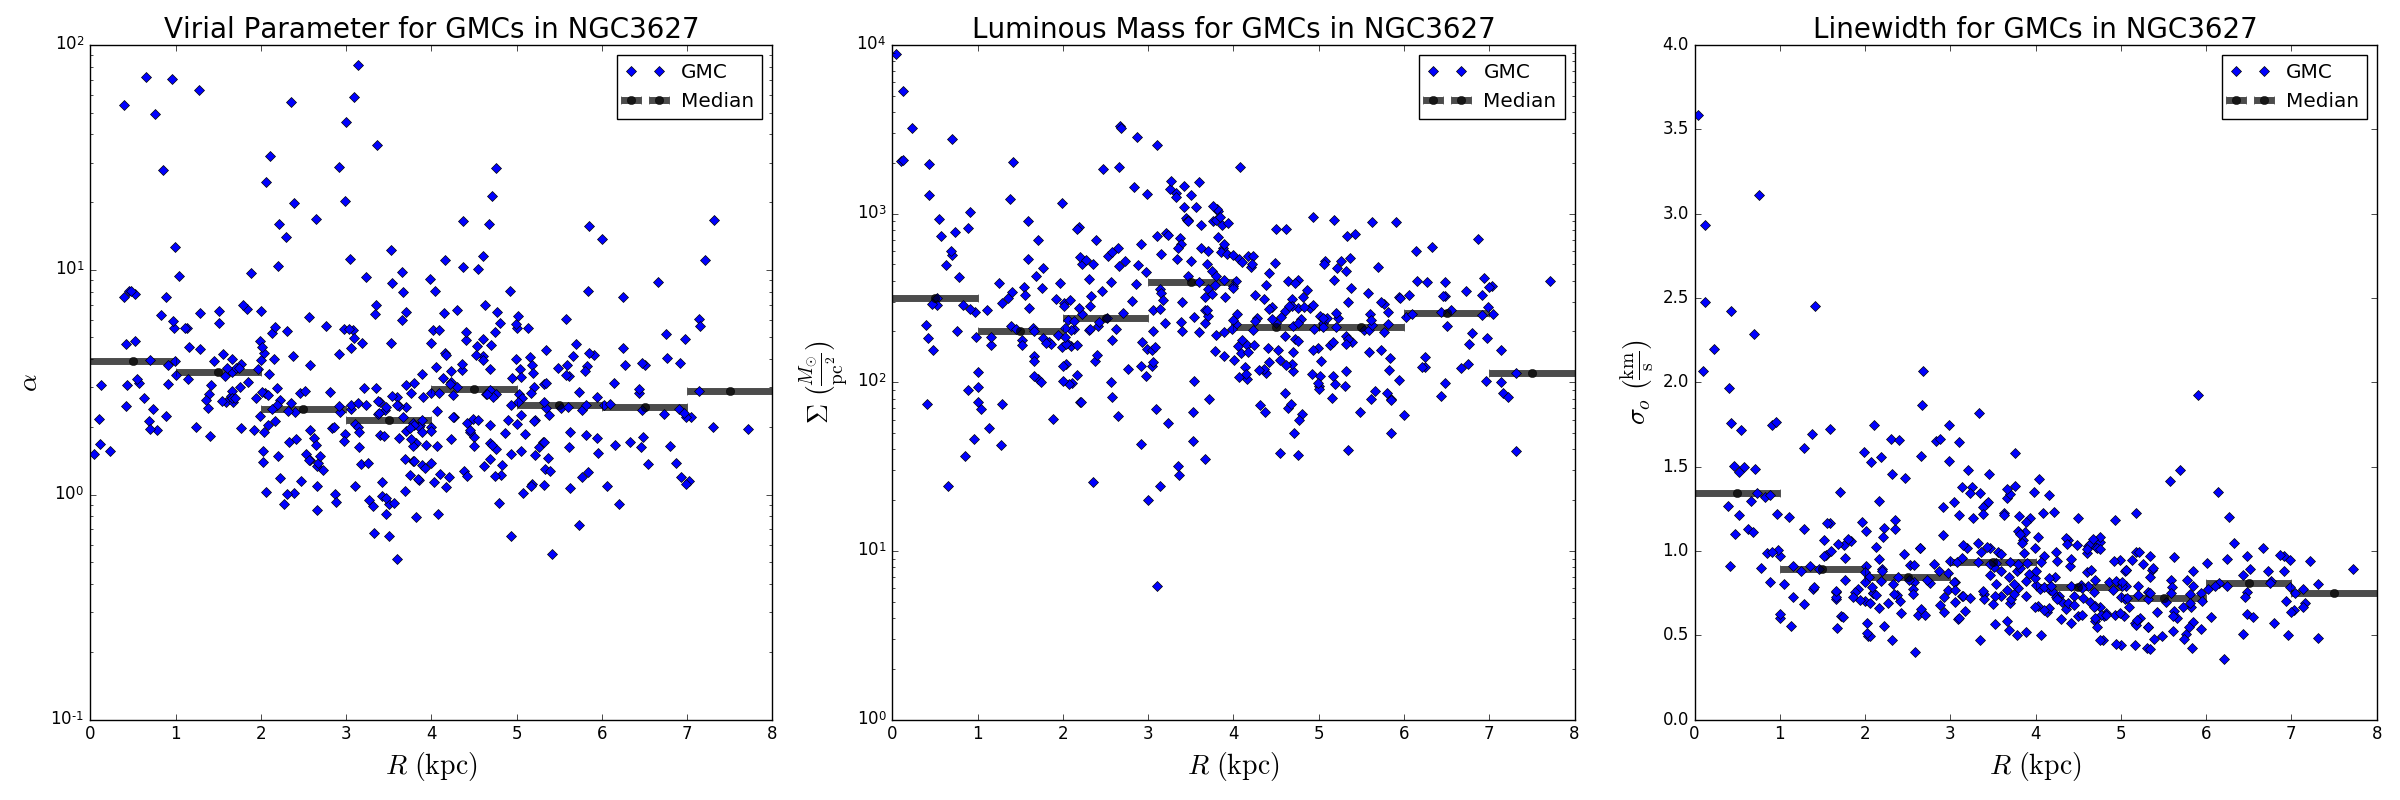 Virial Parameter for GMCs in NGC3627
10²
10¹
10⁰
10⁻¹
α
GMC
Median
0 1 2 3 4 5 6 7 8
R (kpc)
Luminous Mass for GMCs in NGC3627
10⁴
10³
10²
10¹
10⁰
Σ (M☉/pc²)
GMC
Median
0 1 2 3 4 5 6 7 8
R (kpc)
Linewidth for GMCs in NGC3627
4.0
3.5
3.0
2.5
2.0
1.5
1.0
0.5
0.0
σₒ (km/s)
GMC
Median
0 1 2 3 4 5 6 7 8
R (kpc)